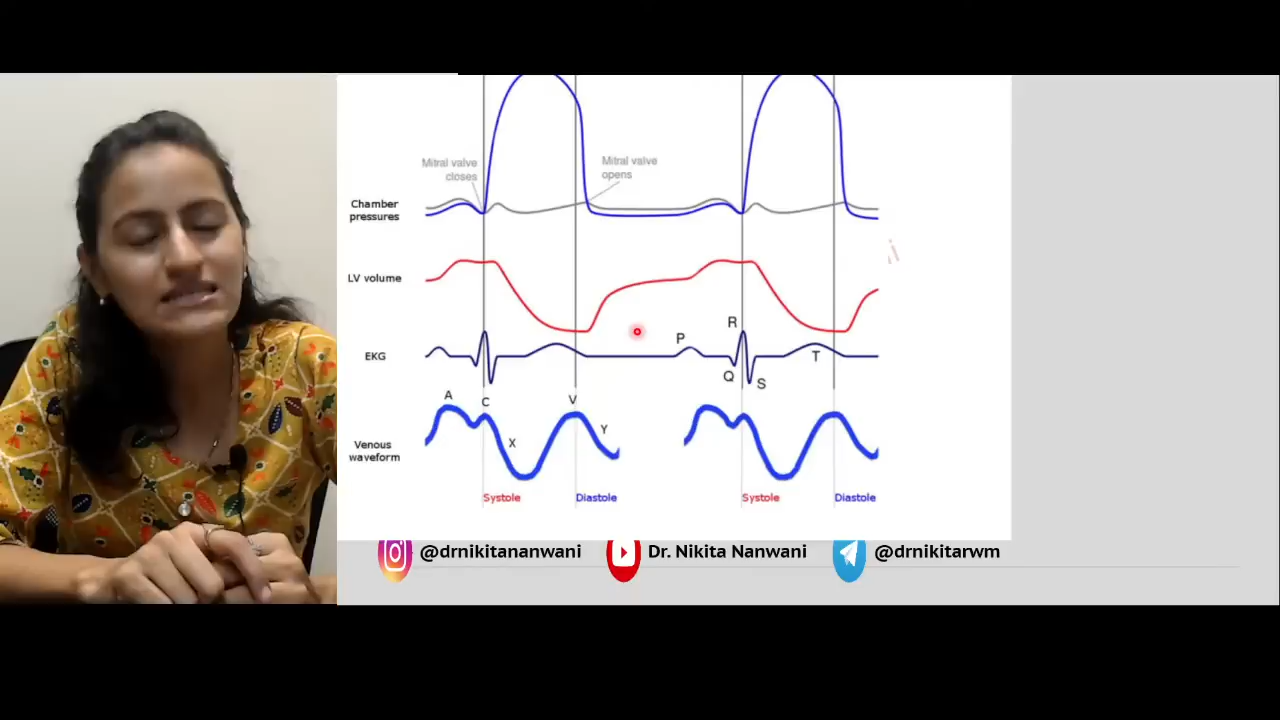 Mitral valve
closes
Mitral valve
opens
Chamber
pressures
LV volume
R
P
EKG
T
Q
S
A
C
V
X
Y
Venous
waveform
Systole
Diastole
Systole
Diastole
@drnikitananwani
Dr. Nikita Nanwani
@drnikitarwm